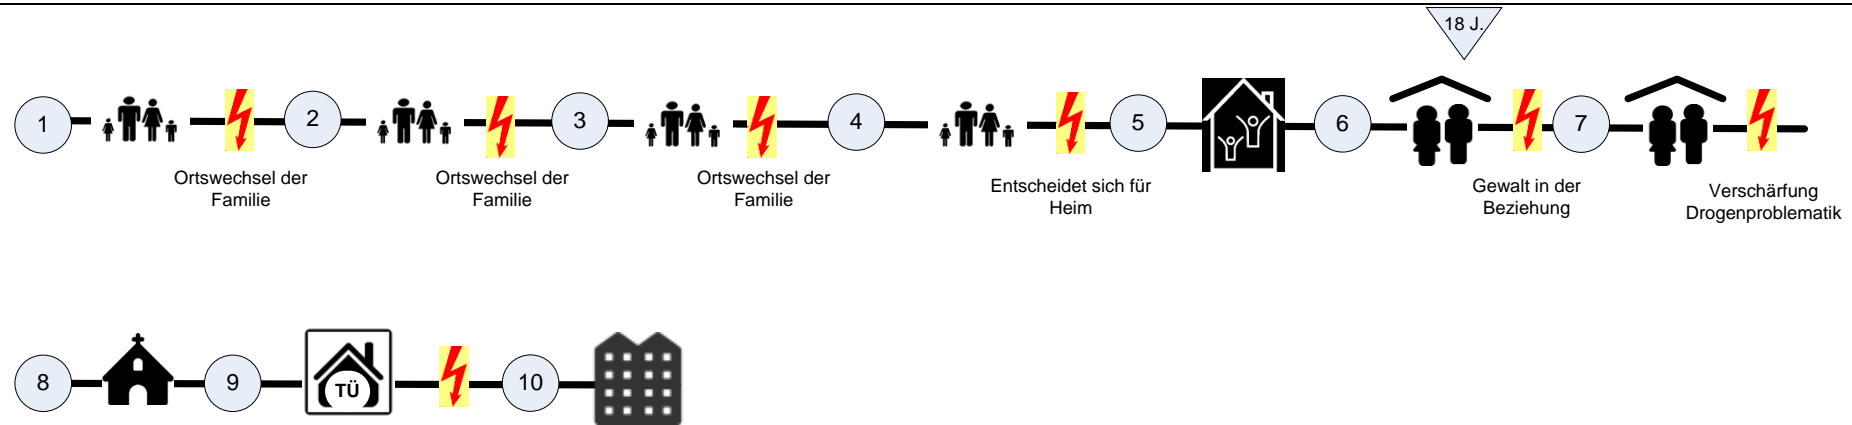 18 J.
1
2
3
4
5
6
7
Ortswechsel der
Familie
Ortswechsel der
Familie
Ortswechsel der
Familie
Entscheidet sich für
Heim
Gewalt in der
Beziehung
Verschärfung
Drogenproblematik
8
9
TÜ
10